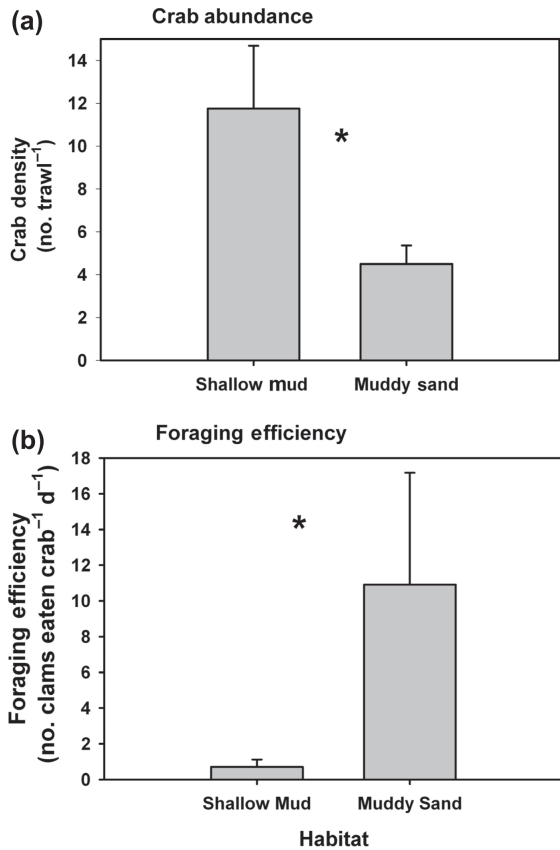 (a) Crab abundance
Crab density
(no. trawl⁻¹)
14
12
10
8
6
4
2
0
*
Shallow mud Muddy sand
(b) Foraging efficiency
Foraging efficiency
(no. clams eaten crab⁻¹ d⁻¹)
18
16
14
12
10
8
6
4
2
0
*
Shallow Mud Muddy Sand
Habitat